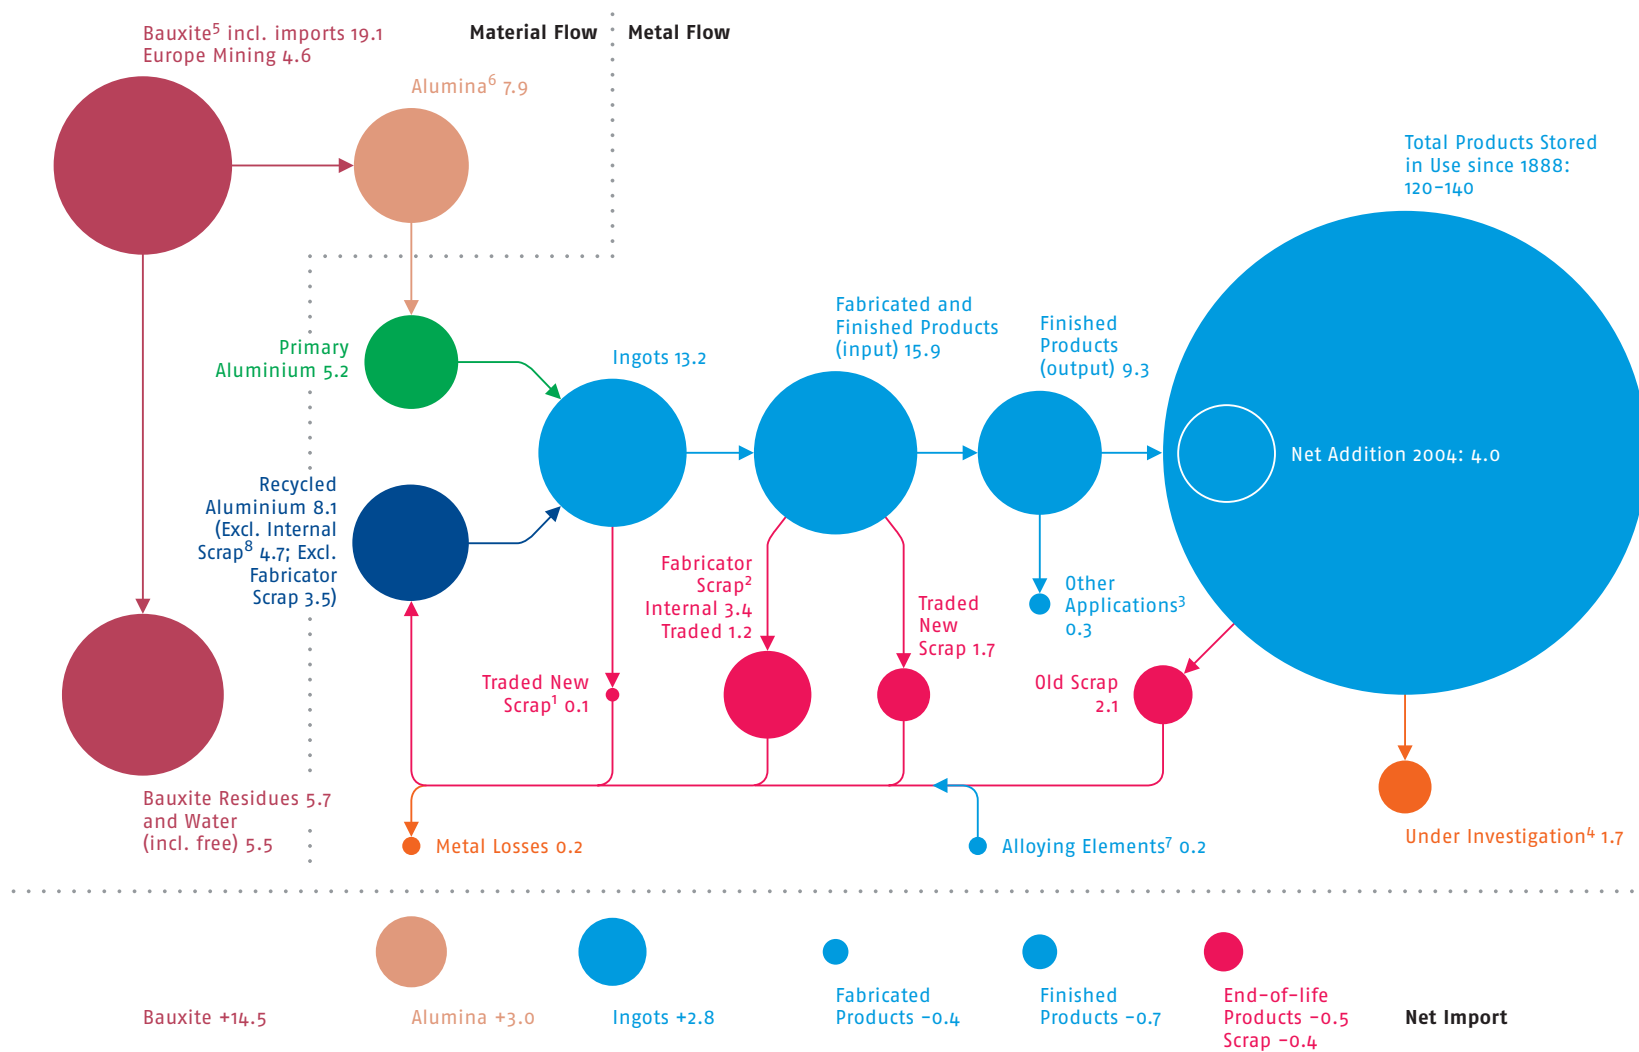 Bauxite⁵ incl. imports 19.1
Europe Mining 4.6
Material Flow
Metal Flow
Alumina⁶ 7.9
Total Products Stored
in Use since 1888:
120-140
Primary
Aluminium 5.2
Ingots 13.2
Fabricated and
Finished Products
(input) 15.9
Finished
Products
(output) 9.3
Net Addition 2004: 4.0
Recycled
Aluminium 8.1
(Excl. Internal
Scrap⁸ 4.7; Excl.
Fabricator
Scrap 3.5)
Fabricator
Scrap²
Internal 3.4
Traded 1.2
Traded
New
Scrap 1.7
Other
Applications³
0.3
Traded New
Scrap¹ 0.1
Old Scrap
2.1
Bauxite Residues 5.7
and Water
(incl. free) 5.5
Metal Losses 0.2
Alloying Elements⁷ 0.2
Under Investigation⁴ 1.7
Bauxite +14.5
Alumina +3.0
Ingots +2.8
Fabricated
Products -0.4
Finished
Products -0.7
End-of-life
Products -0.5
Scrap -0.4
Net Import